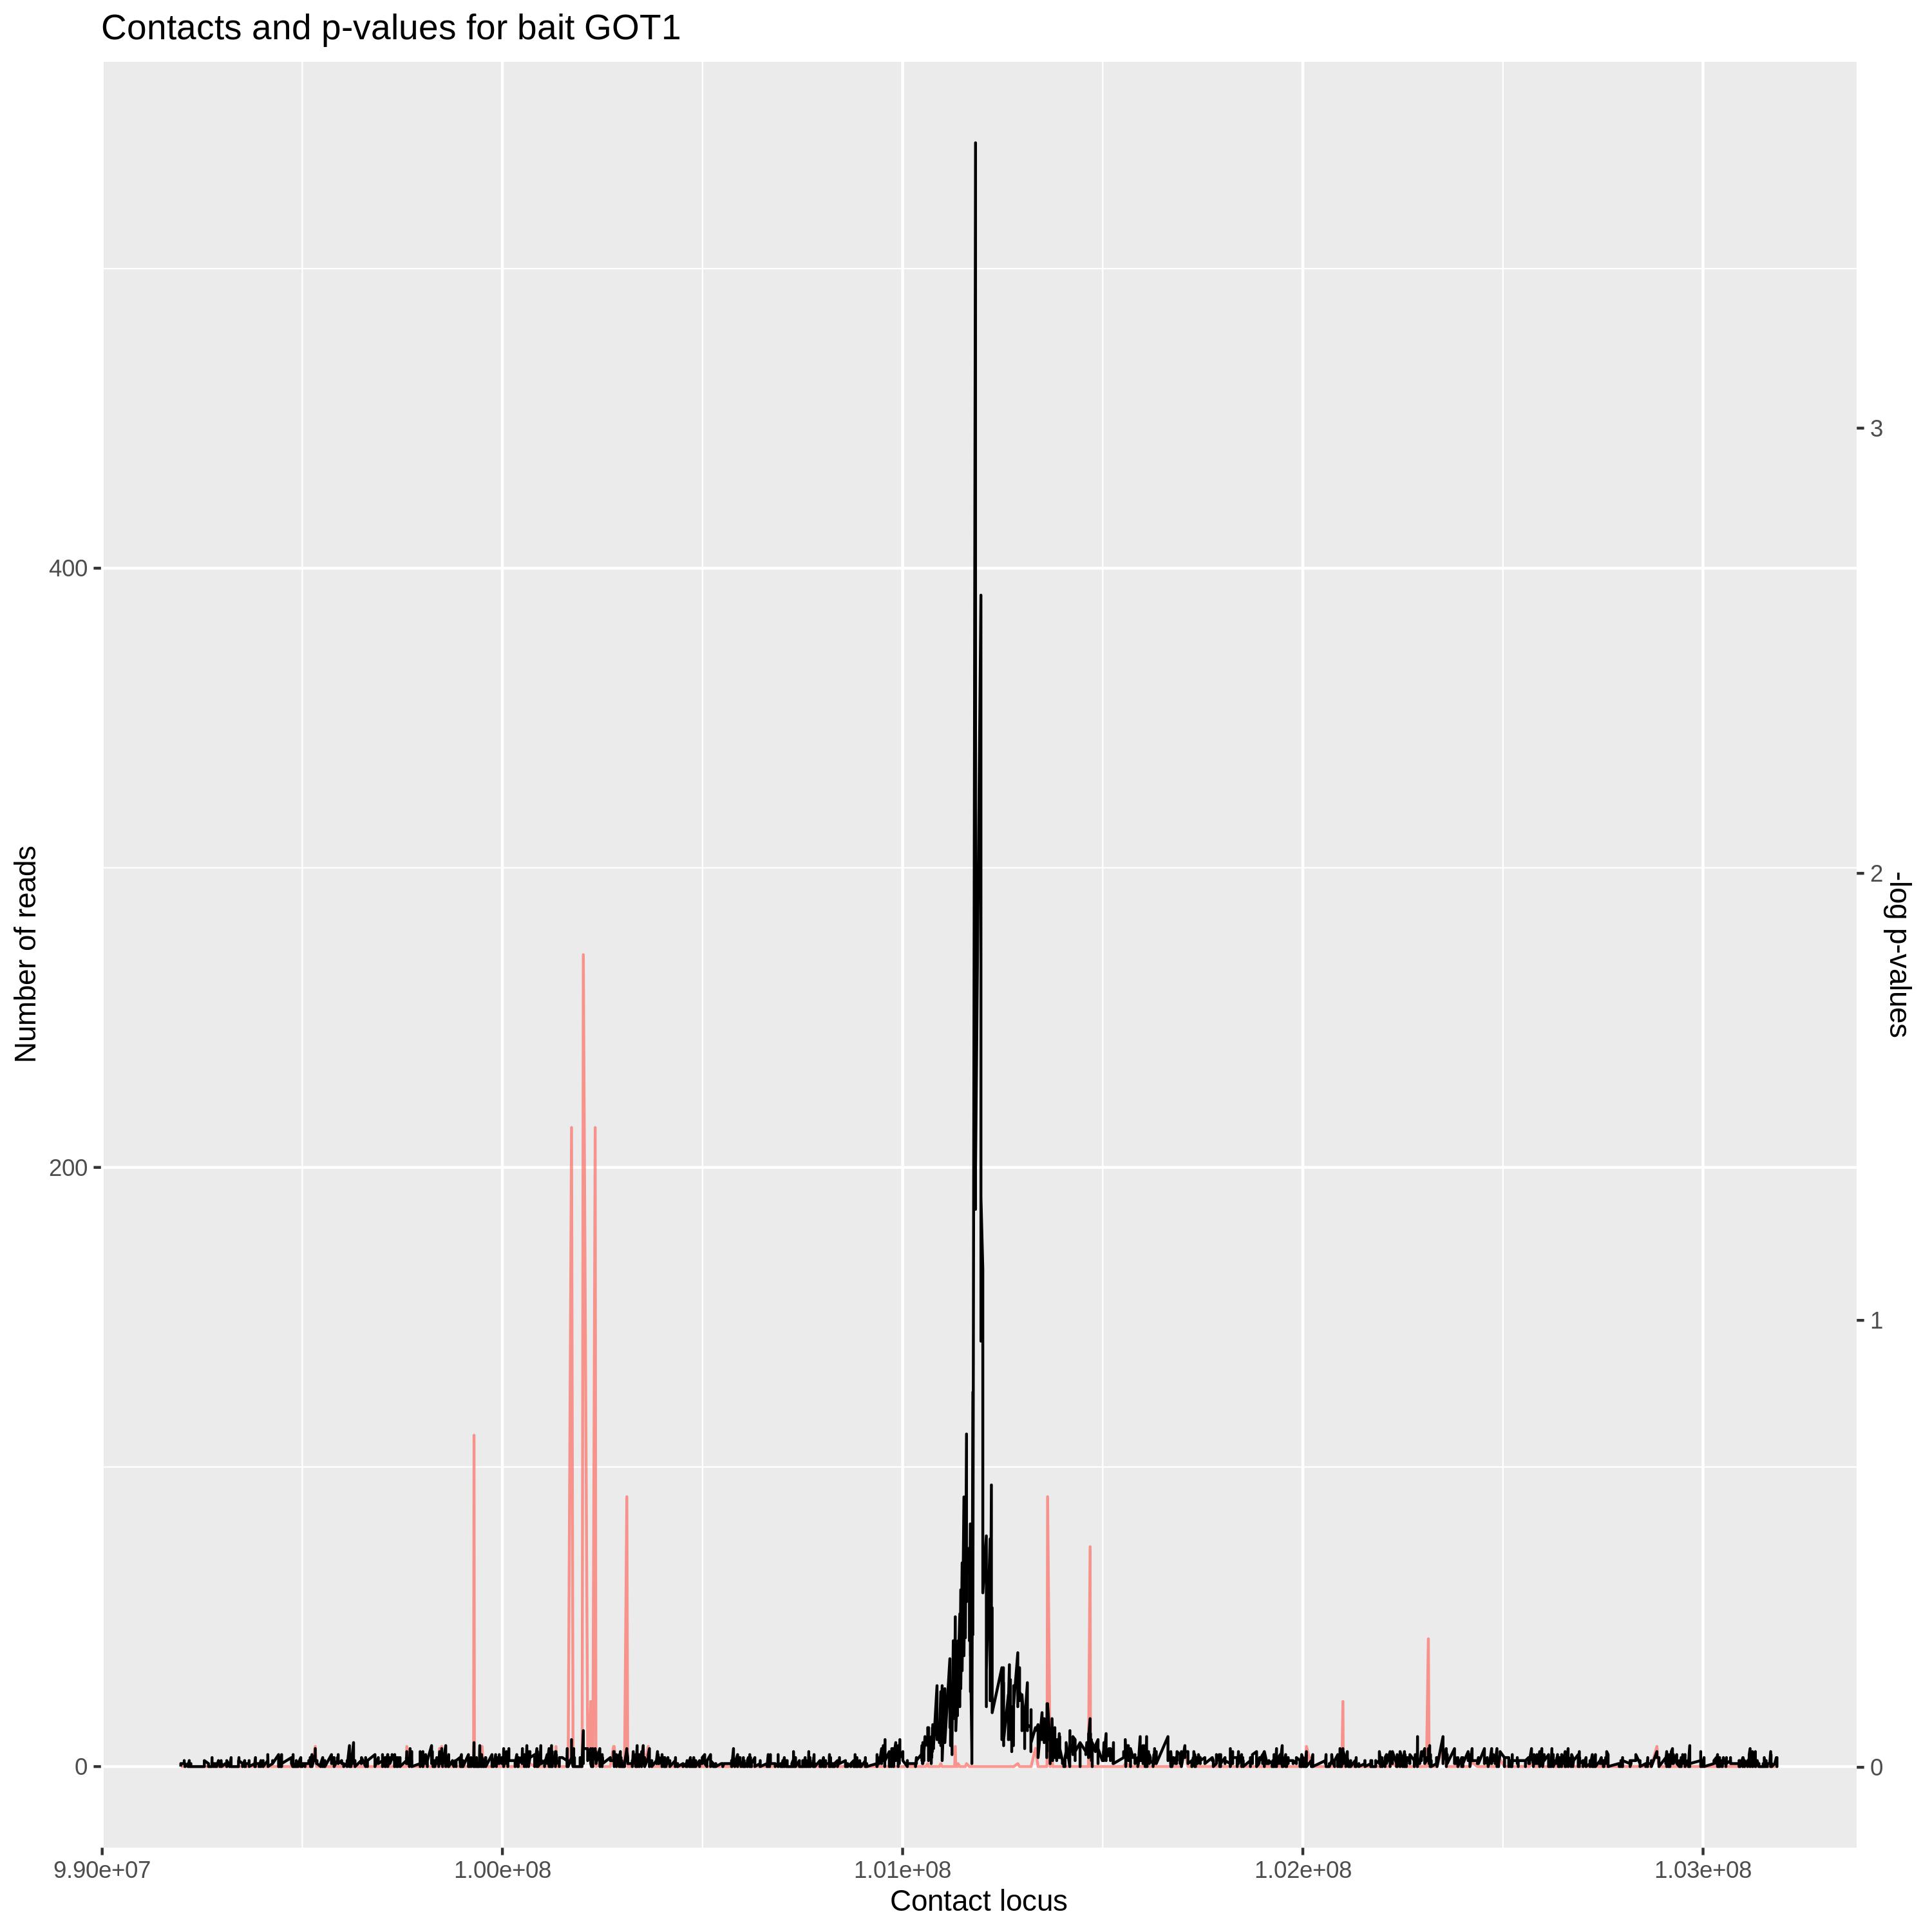 Contacts and p-values for bait GOT1
Number of reads
400
200
0
3
2
1
0
-log p-values
9.90e+07
1.00e+08
1.01e+08
1.02e+08
1.03e+08
Contact locus